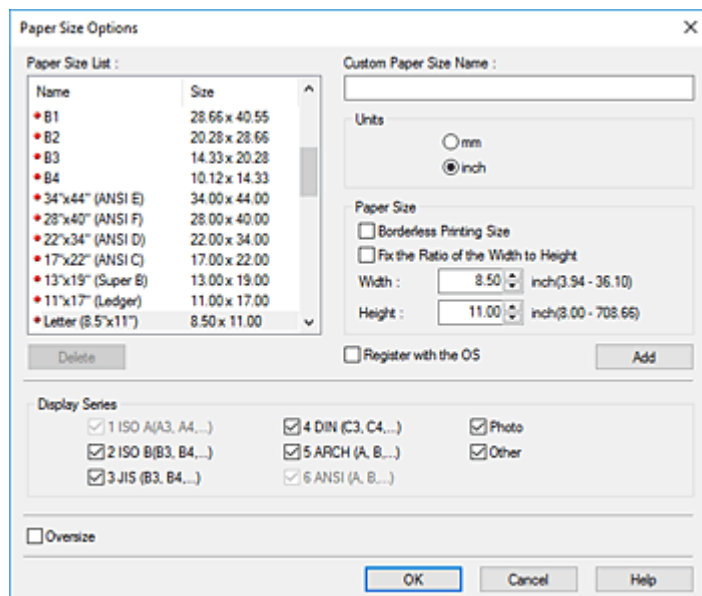 Paper Size Options
Paper Size List :
Name Size
B1 28.66 x 40.55
B2 20.28 x 28.66
B3 14.33 x 20.28
B4 10.12 x 14.33
34"x44" (ANSI E) 34.00 x 44.00
28"x40" (ANSI F) 28.00 x 40.00
22"x34" (ANSI D) 22.00 x 34.00
17"x22" (ANSI C) 17.00 x 22.00
13"x19" (Super B) 13.00 x 19.00
11"x17" (Ledger) 11.00 x 17.00
Letter (8.5"x11") 8.50 x 11.00
Delete
Custom Paper Size Name :
Units
mm
inch
Paper Size
Borderless Printing Size
Fix the Ratio of the Width to Height
Width : 8.50 inch(3.94 - 36.10)
Height : 11.00 inch(8.00 - 708.66)
Register with the OS Add
Display Series
1 ISO A(A3, A4,...) 4 DIN (C3, C4,...) Photo
2 ISO B(B3, B4,...) 5 ARCH (A, B,...) Other
3 JIS (B3, B4,...) 6 ANSI (A, B,...)
Oversize
OK Cancel Help